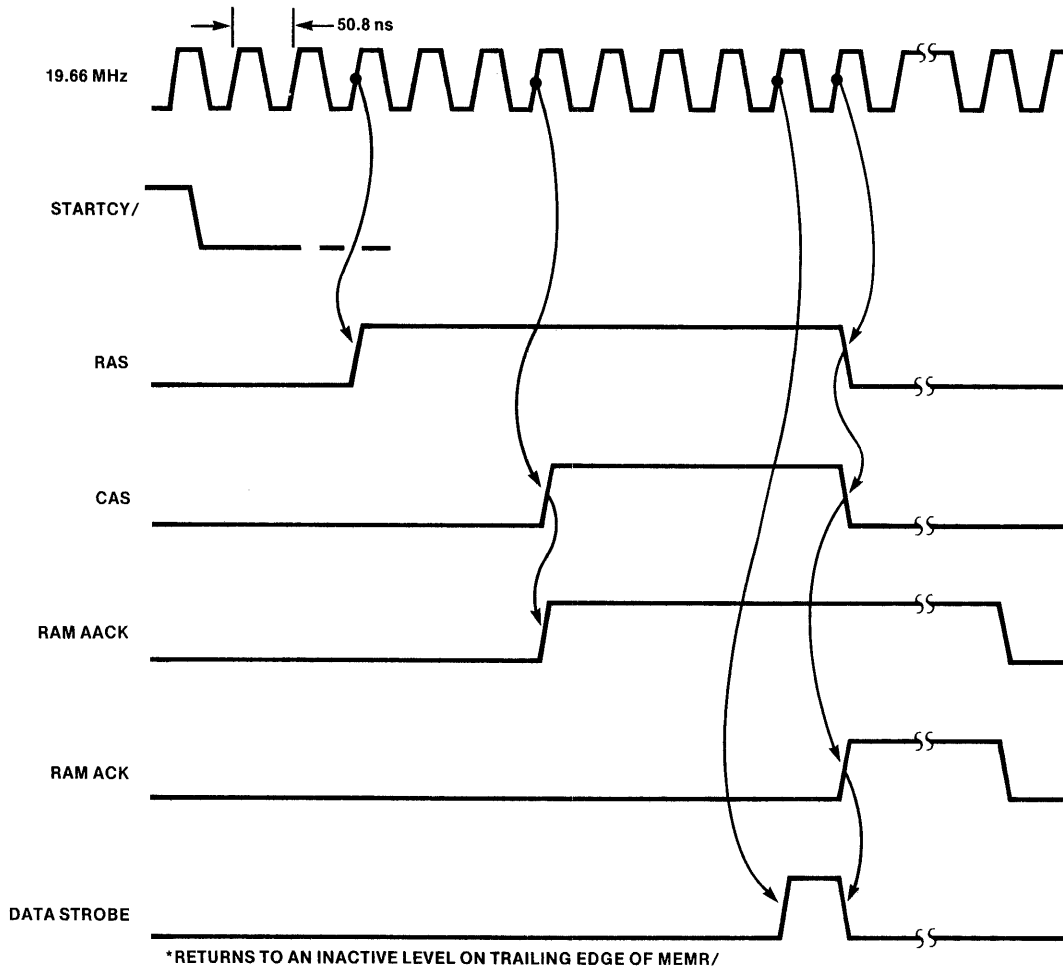 50.8 ns
19.66 MHz
STARTCY/
RAS
CAS
RAM AACK
RAM ACK
DATA STROBE
*RETURNS TO AN INACTIVE LEVEL ON TRAILING EDGE OF MEMR/